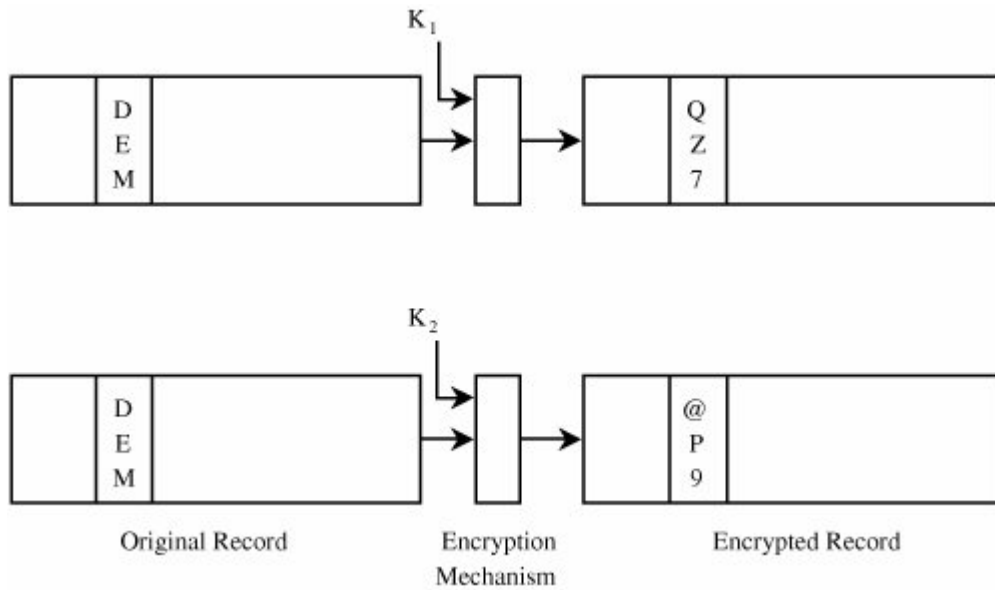 K1
D
E
M
Q
Z
7
K2
D
E
M
@
P
9
Original Record
Encryption
Mechanism
Encrypted Record